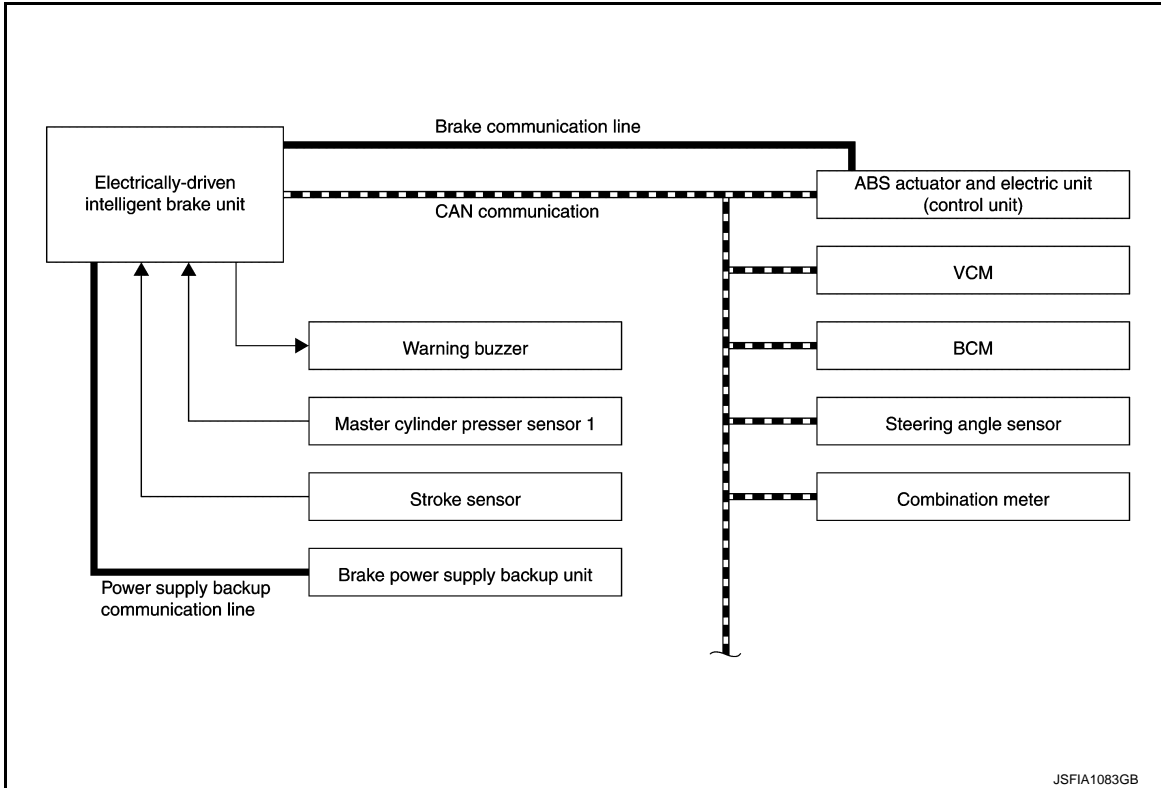 Brake communication line
Electrically-driven
intelligent brake unit
ABS actuator and electric unit
(control unit)
CAN communication
VCM
Warning buzzer
BCM
Master cylinder presser sensor 1
Steering angle sensor
Stroke sensor
Combination meter
Brake power supply backup unit
Power supply backup
communication line
JSFIA1083GB